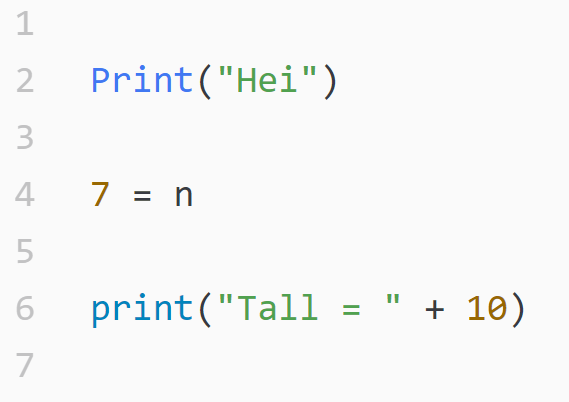 1
2 Print("Hei")
3
4 7 = n
5
6 print("Tall = " + 10)
7